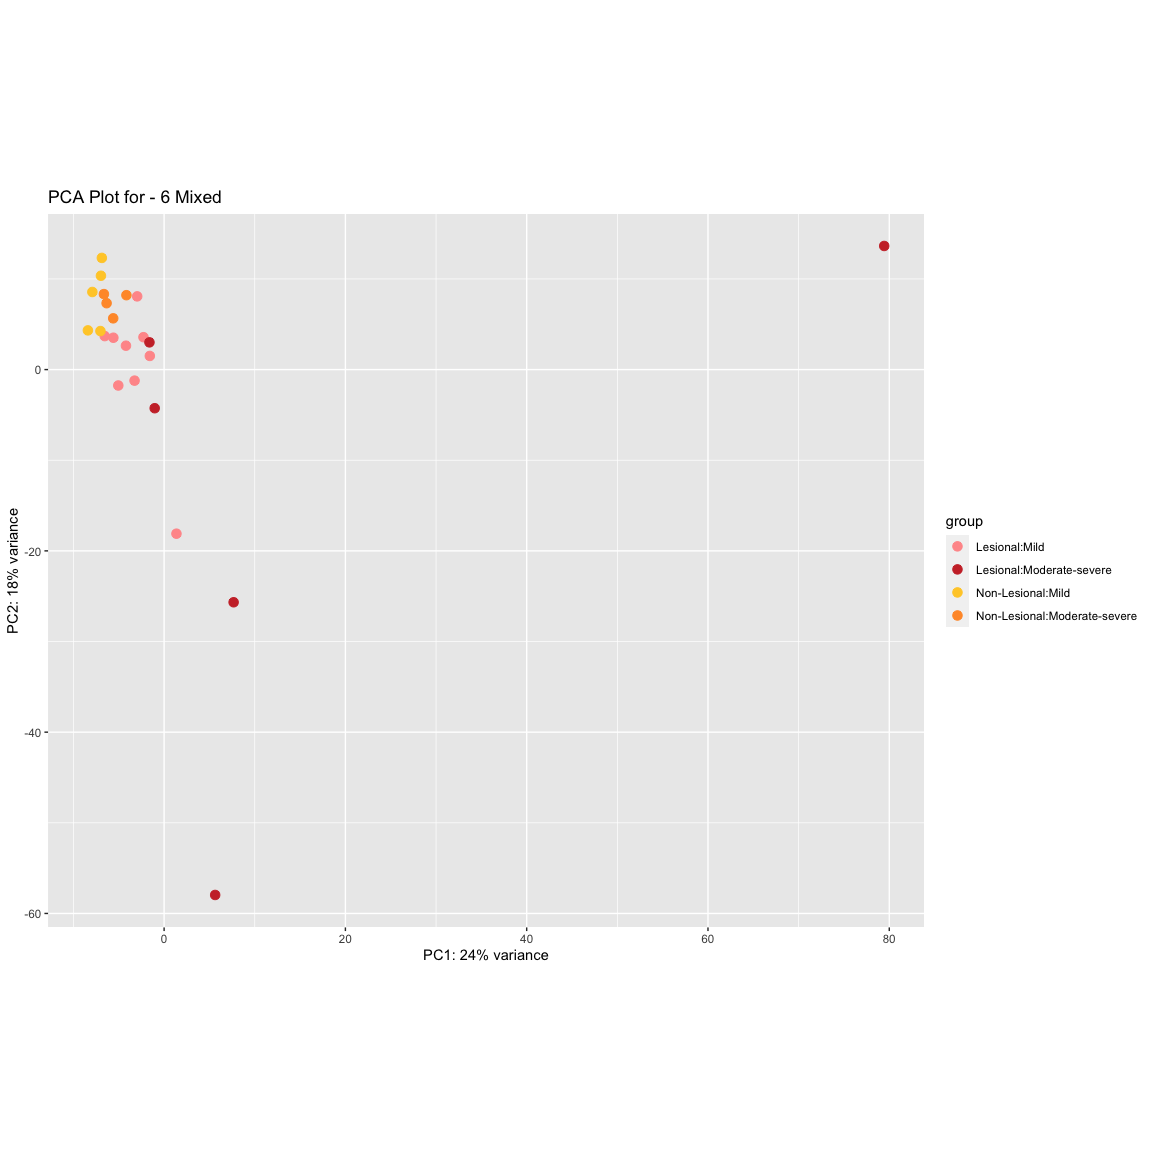 PCA Plot for - 6 Mixed
0
-20
-40
-60
PC2: 18% variance
0
20
40
60
80
PC1: 24% variance
group
Lesional:Mild
Lesional:Moderate-severe
Non-Lesional:Mild
Non-Lesional:Moderate-severe